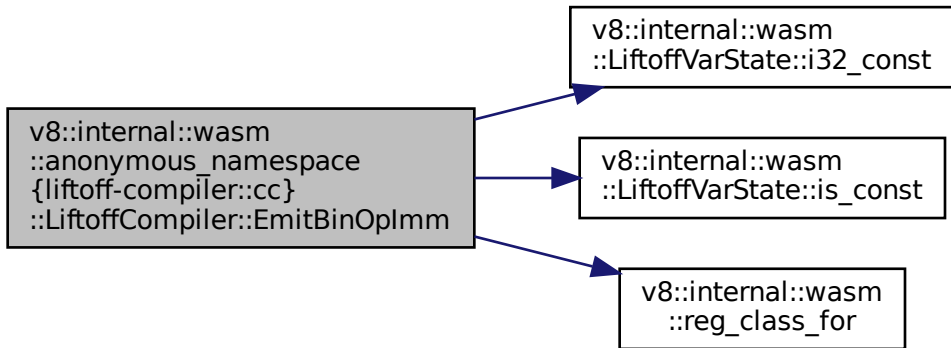 v8::internal::wasm
::anonymous_namespace
{liftoff-compiler::cc}
::LiftoffCompiler::EmitBinOpImm
v8::internal::wasm
::LiftoffVarState::i32_const
v8::internal::wasm
::LiftoffVarState::is_const
v8::internal::wasm
::reg_class_for